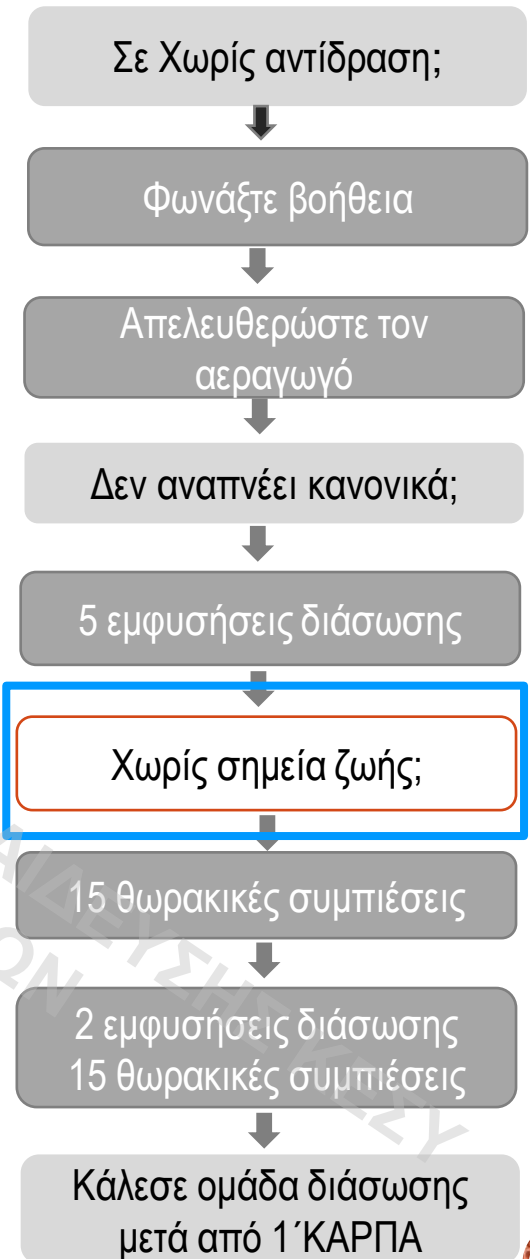 Σε Χωρίς αντίδραση;
Φωνάξτε βοήθεια
Απελευθερώστε τον
αεραγωγό
Δεν αναπνέει κανονικά;
5 εμφυσήσεις διάσωσης
Χωρίς σημεία ζωής;
15 θωρακικές συμπιέσεις
2 εμφυσήσεις διάσωσης
15 θωρακικές συμπιέσεις
Κάλεσε ομάδα διάσωσης
μετά από 1΄ΚΑΡΠΑ